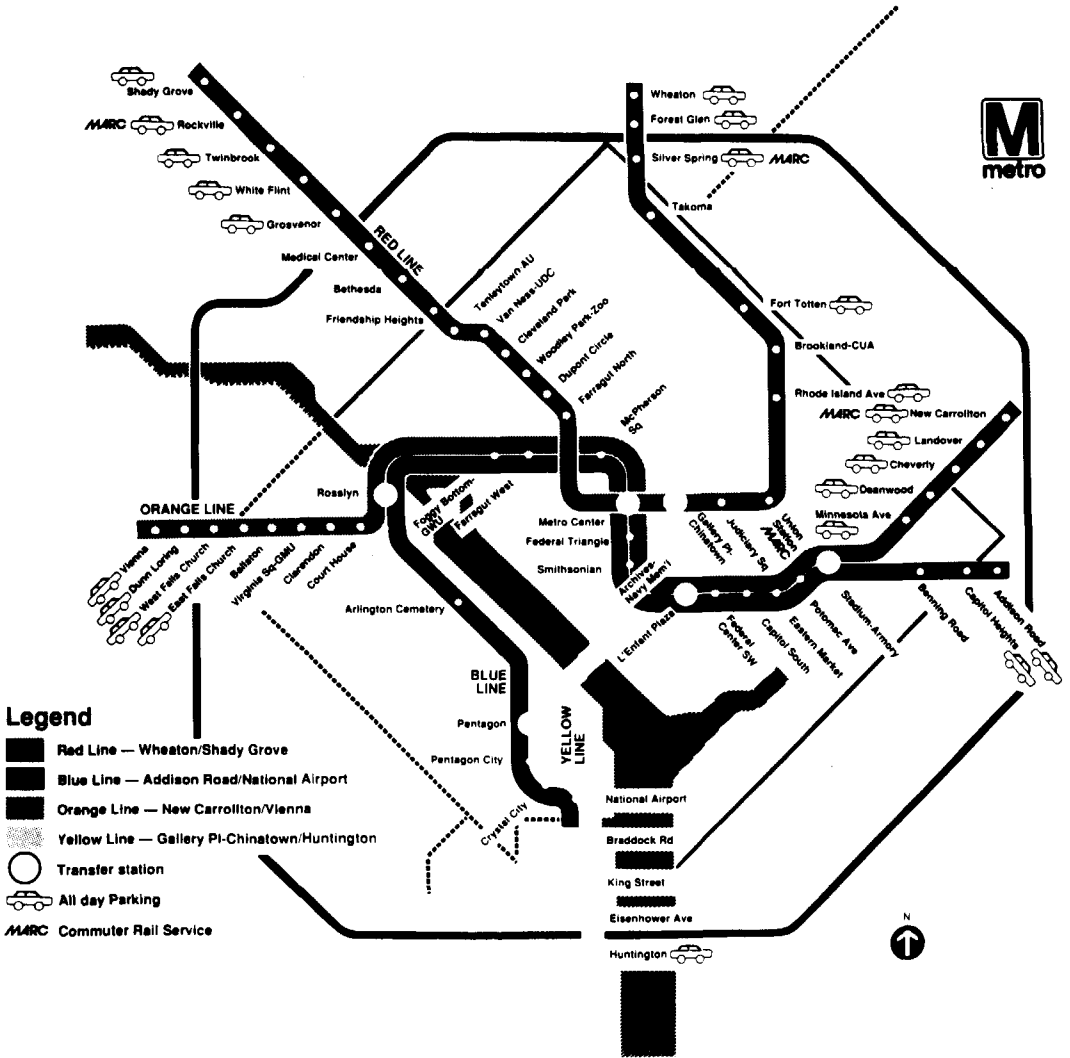 Shady Grove
MARC Rockville
Twinbrook
White Flint
Grosvenor
Medical Center
Bethesda
Friendship Heights
RED LINE
Tenleytown-AU
Van Ness-UDC
Cleveland Park
Woodley Park-Zoo
Dupont Circle
Farragut North
McPherson
Sq
Wheaton
Forest Glen
Silver Spring MARC
Takoma
Fort Totten
Brookland-CUA
Rhode Island Ave
MARC New Carrollton
Landover
Cheverly
Deanwood
Minnesota Ave
M
metro
Rosslyn
ORANGE LINE
Vienna
Dunn Loring
West Falls Church
East Falls Church
Ballston
Virginia Sq-GMU
Clarendon
Court House
Foggy Bottom-
GWU
Farragut West
Metro Center
Federal Triangle
Smithsonian
Gallery Pl-
Chinatown
Judiciary Sq
Union
Station
MARC
Archives-
Navy Mem'l
L'Enfant Plaza
Federal
Center SW
Capitol South
Eastern Market
Potomac Ave
Stadium-Armory
Benning Road
Capitol Heights
Addison Road
Arlington Cemetery
BLUE
LINE
Pentagon
YELLOW
LINE
Pentagon City
Crystal City
National Airport
Braddock Rd
King Street
Eisenhower Ave
Huntington
Legend
Red Line — Wheaton/Shady Grove
Blue Line — Addison Road/National Airport
Orange Line — New Carrollton/Vienna
Yellow Line — Gallery Pl-Chinatown/Huntington
Transfer station
All day Parking
MARC Commuter Rail Service
N